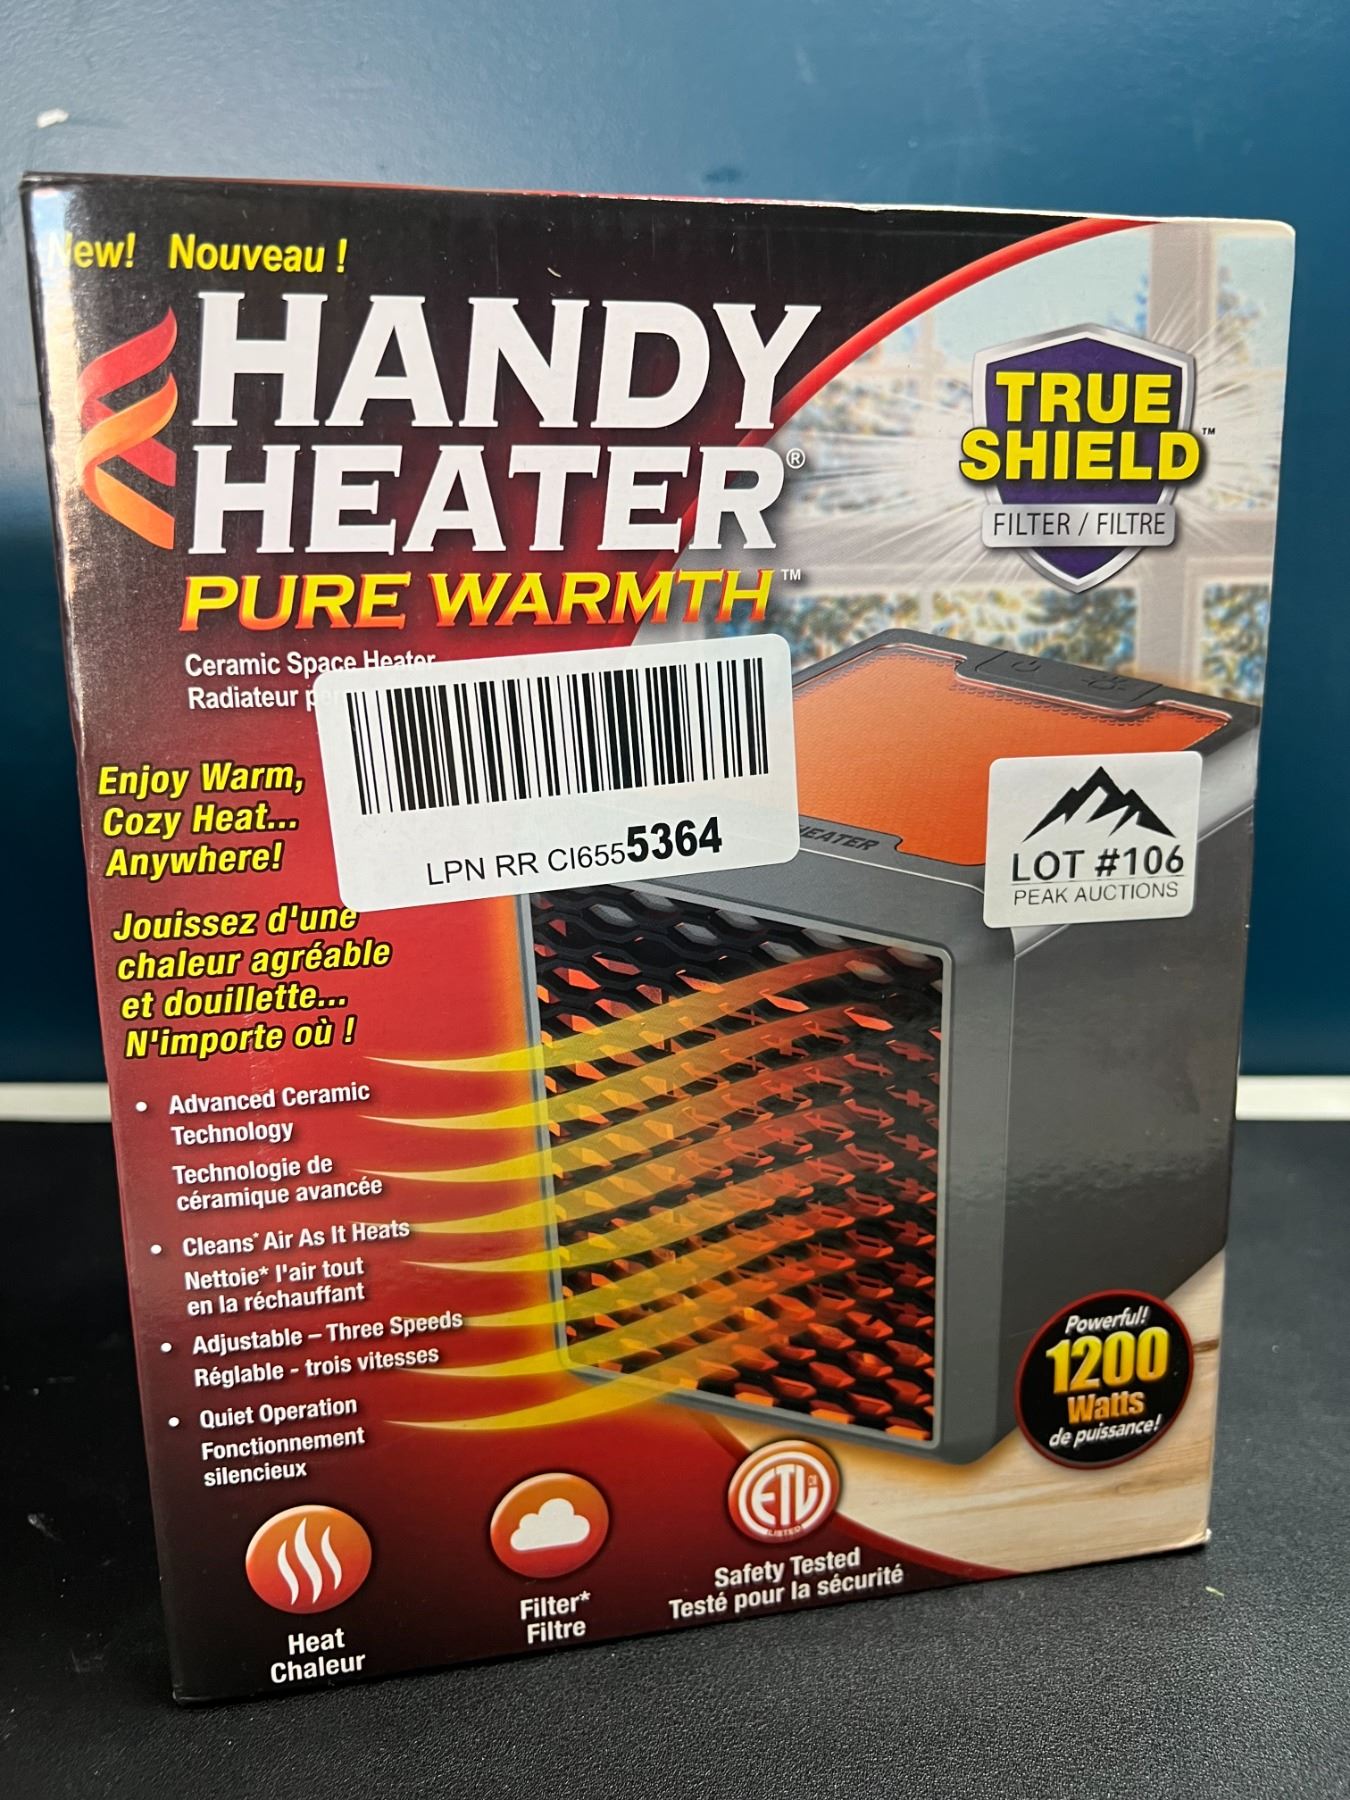 New! Nouveau !
HANDY
HEATER®
PURE WARMTH™
Ceramic Space Heater
Radiateur
TRUE
SHIELD™
FILTER / FILTRE
LPN RR CI6555364
HEATER
LOT #106
PEAK AUCTIONS
Enjoy Warm,
Cozy Heat...
Anywhere!
Jouissez d'une
chaleur agréable
et douillette...
N'importe où !
• Advanced Ceramic
Technology
Technologie de
céramique avancée
• Cleans* Air As It Heats
Nettoie* l'air tout
en la réchauffant
• Adjustable – Three Speeds
Réglable - trois vitesses
• Quiet Operation
Fonctionnement
silencieux
Powerful!
1200
Watts
de puissance!
Heat
Chaleur
Filter*
Filtre
ETL
LISTED
Safety Tested
Testé pour la sécurité